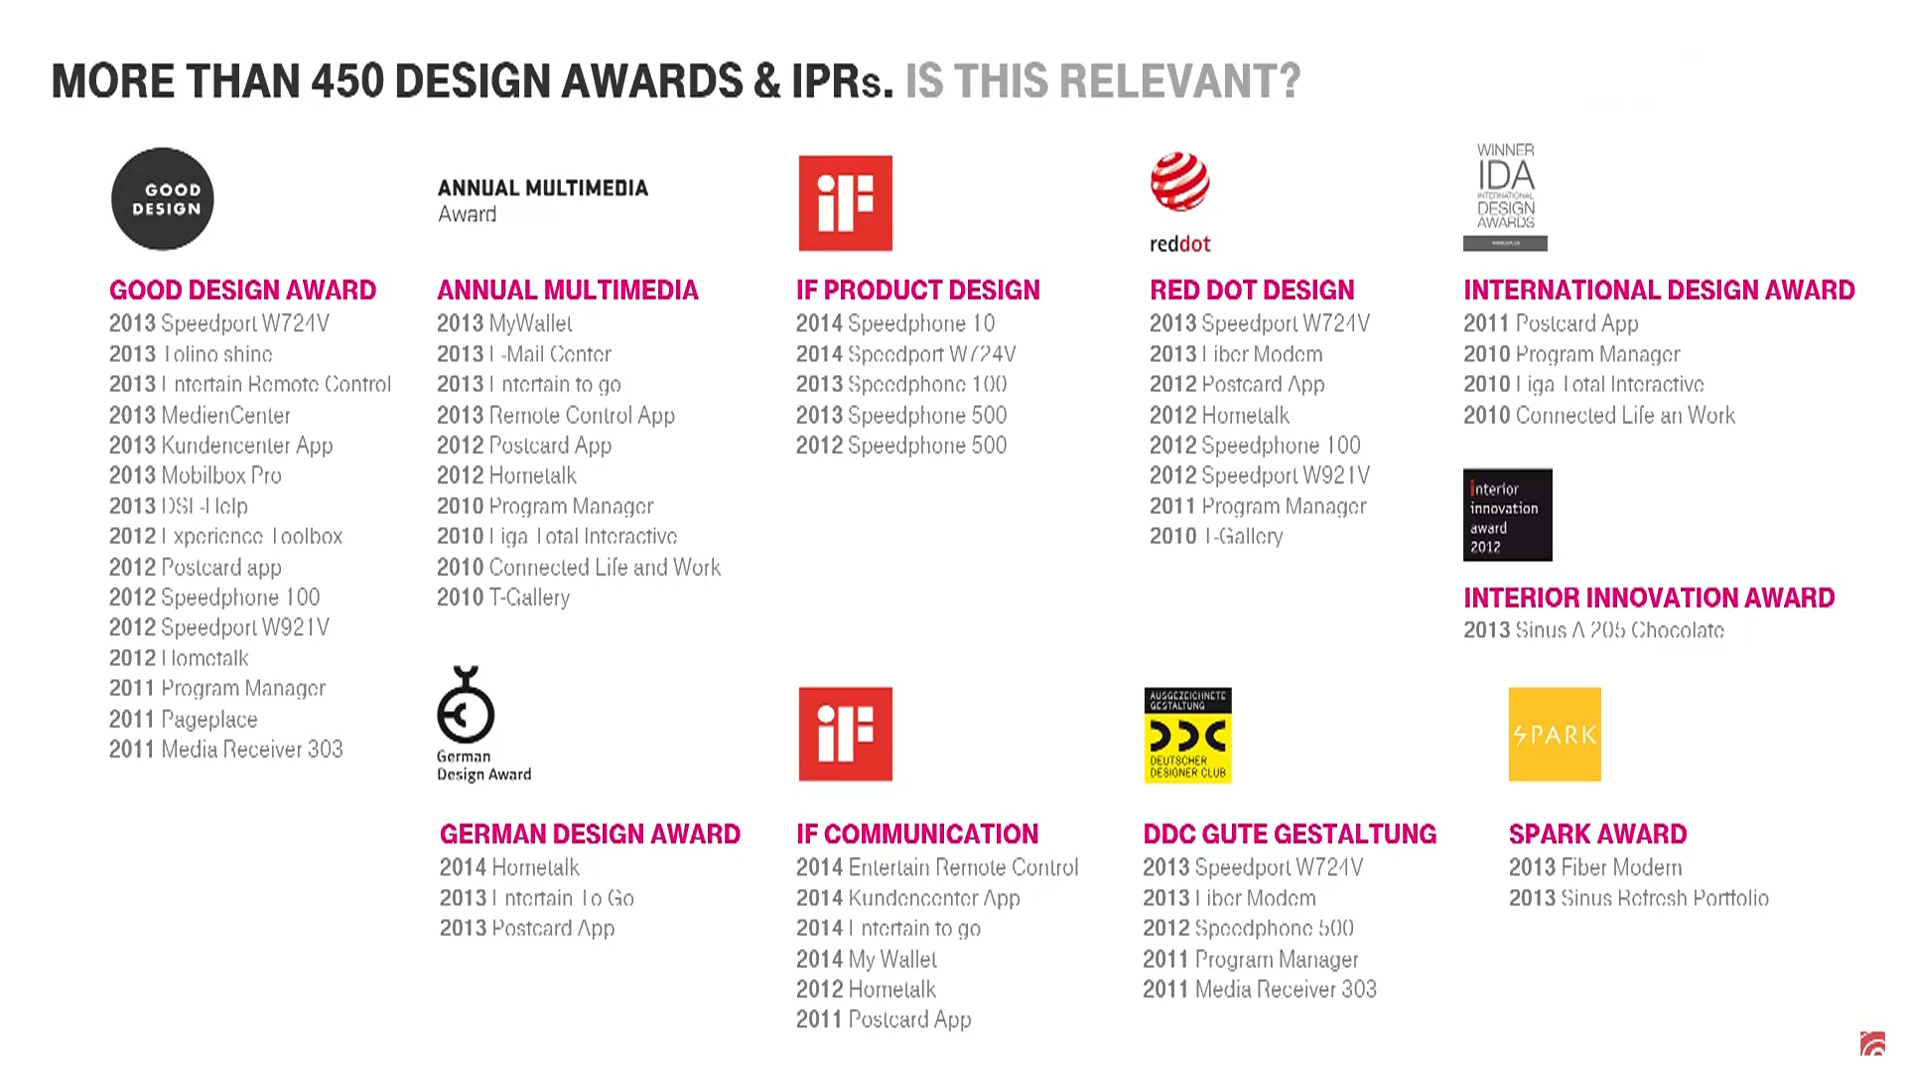 MORE THAN 450 DESIGN AWARDS & IPRs. IS THIS RELEVANT?
GOOD
DESIGN
GOOD DESIGN AWARD
2013 Speedport W724V
2013 Tolino shine
2013 Entertain Remote Control
2013 MedienCenter
2013 Kundencenter App
2013 Mobilbox Pro
2013 DSL-Help
2012 Experience Toolbox
2012 Postcard app
2012 Speedphone 100
2012 Speedport W921V
2012 Hometalk
2011 Program Manager
2011 Pageplace
2011 Media Receiver 303
ANNUAL MULTIMEDIA
Award
ANNUAL MULTIMEDIA
2013 MyWallet
2013 E-Mail Center
2013 Entertain to go
2013 Remote Control App
2012 Postcard App
2012 Hometalk
2010 Program Manager
2010 Liga Total Interactive
2010 Connected Life and Work
2010 T-Gallery
iF
IF PRODUCT DESIGN
2014 Speedphone 10
2014 Speedport W724V
2013 Speedphone 100
2013 Speedphone 500
2012 Speedphone 500
reddot
RED DOT DESIGN
2013 Speedport W724V
2013 Fiber Modem
2012 Postcard App
2012 Hometalk
2012 Speedphone 100
2012 Speedport W921V
2011 Program Manager
2010 T-Gallery
WINNER
IDA
INTERNATIONAL
DESIGN
AWARDS
INTERNATIONAL DESIGN AWARD
2011 Postcard App
2010 Program Manager
2010 Liga Total Interactive
2010 Connected Life an Work
interior
innovation
award
2012
INTERIOR INNOVATION AWARD
2013 Sinus A 205 Chocolate
German
Design Award
GERMAN DESIGN AWARD
2014 Hometalk
2013 Entertain To Go
2013 Postcard App
iF
IF COMMUNICATION
2014 Entertain Remote Control
2014 Kundencenter App
2014 Entertain to go
2014 My Wallet
2012 Hometalk
2011 Postcard App
AUSGEZEICHNETE
GESTALTUNG
DDC
DEUTSCHER
DESIGNER CLUB
DDC GUTE GESTALTUNG
2013 Speedport W724V
2013 Fiber Modem
2012 Speedphone 500
2011 Program Manager
2011 Media Receiver 303
SPARK
SPARK AWARD
2013 Fiber Modem
2013 Sinus Refresh Portfolio